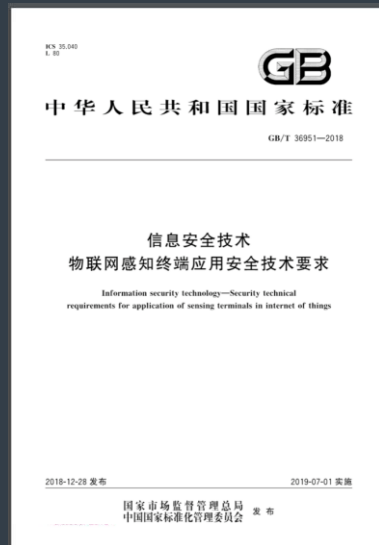 ICS 35.040
L 80
GB
中华人民共和国国家标准
GB/T 36951—2018
信息安全技术
物联网感知终端应用安全技术要求
Information security technology—Security technical
requirements for application of sensing terminals in internet of things
2018-12-28 发布
2019-07-01 实施
国家市场监督管理总局
中国国家标准化管理委员会
发布